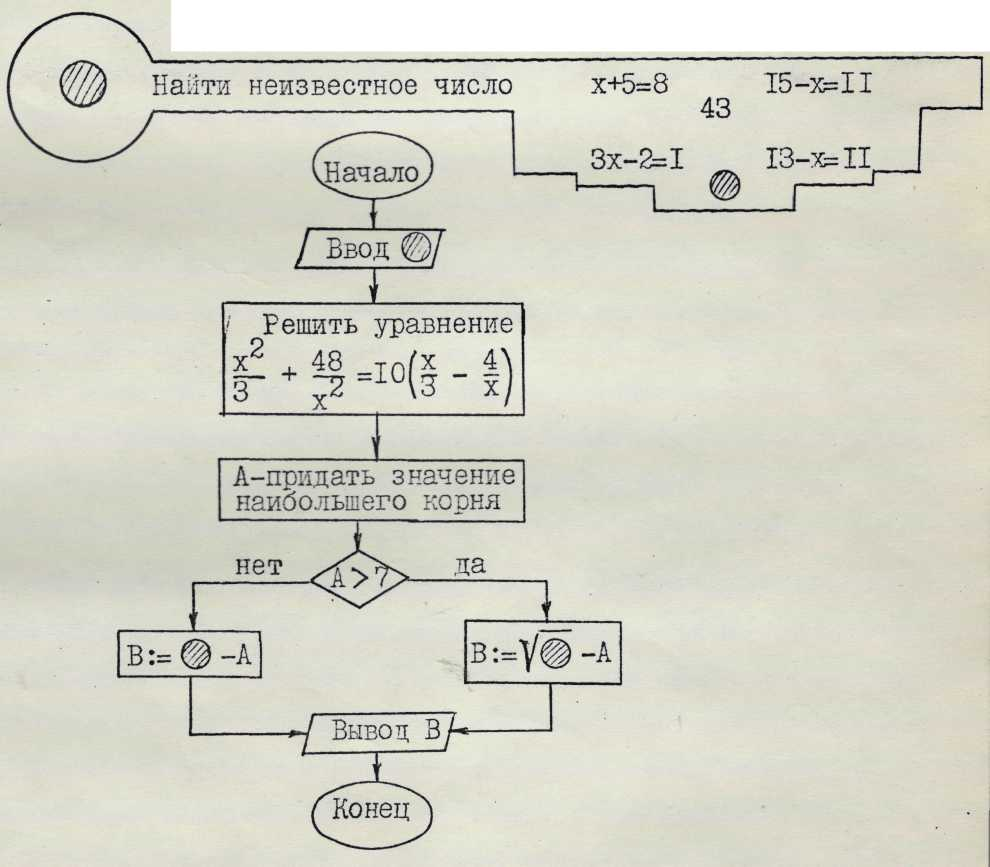 Найти неизвестное число
x+5=8 I5-x=II
43
3x-2=I I3-x=II
Начало
Ввод
Решить уравнение
x²/3 + 48/x² =IO(x/3 - 4/x)
А-придать значение
наибольшего корня
нет A>7 да
B:= -A B:=√ -A
Вывод В
Конец